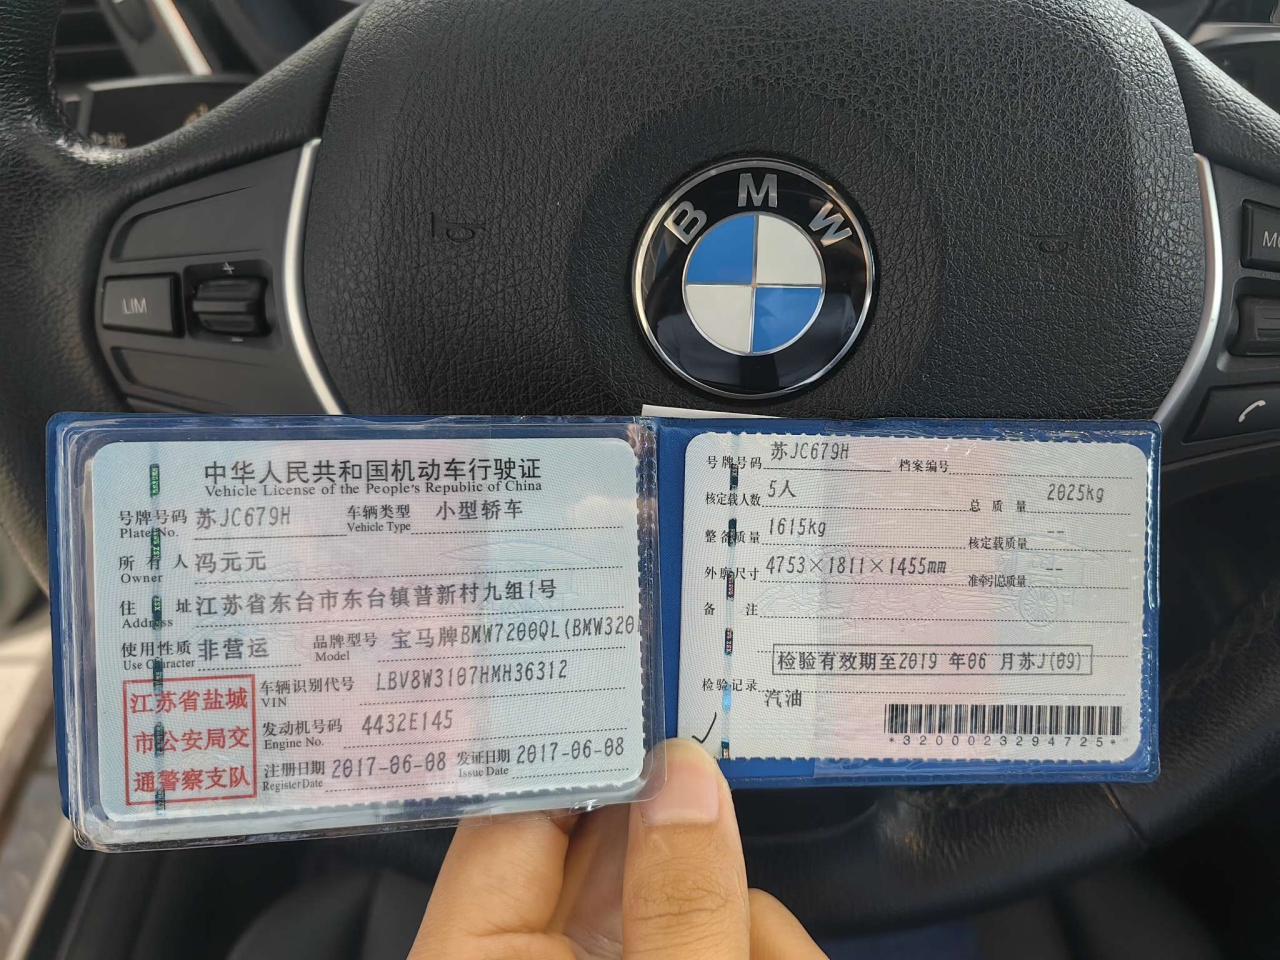 BMW
LIM
+
-
中华人民共和国机动车行驶证
Vehicle License of the People's Republic of China
号牌号码 苏JC679H 车辆类型 小型轿车
Plate No. Vehicle Type
所有人 冯元元
Owner
住址 江苏省东台市东台镇普新村九组1号
Address
使用性质 非营运 品牌型号 宝马牌BMW7200QL(BMW320
Use Character Model
江苏省盐城
市公安局交
通警察支队
车辆识别代号 LBV8W3107HMH36312
VIN
发动机号码 4432E145
Engine No.
注册日期 2017-06-08 发证日期 2017-06-08
Register Date Issue Date
号牌号码 苏JC679H 档案编号
核定载人数 5人 总质量 2025kg
整备质量 1615kg 核定载质量 --
外廓尺寸 4753×1811×1455mm 准牵引总质量 --
备注
检验有效期至2019 年06 月苏J(09)
检验记录
汽油
*3200023294725*